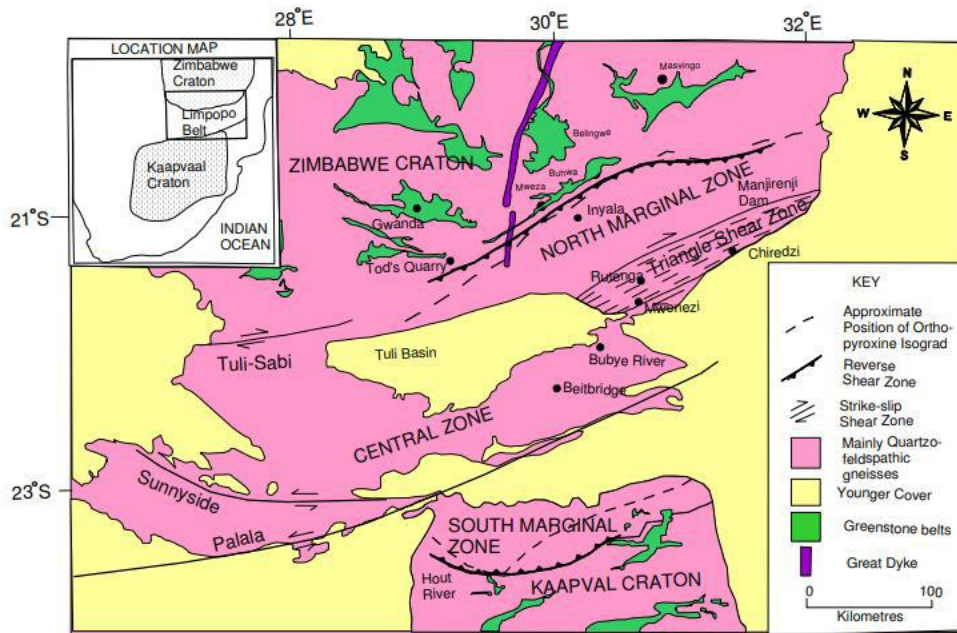 28°E
30°E
32°E
LOCATION MAP
Zimbabwe
Craton
Limpopo
Belt
Kaapvaal
Craton
INDIAN
OCEAN
N
W
E
S
Masvingo
Belingwe
ZIMBABWE CRATON
Buhwa
Mweza
21°S
Gwanda
Inyala
NORTH MARGINAL ZONE
Manjirenji
Dam
Tod's Quarry
Triangle Shear Zone
Chiredzi
Rutenga
Mwenezi
Tuli-Sabi
Tuli Basin
Bubye River
Beitbridge
CENTRAL ZONE
23°S
Sunnyside
Palala
SOUTH MARGINAL
ZONE
Hout
River
KAAPVAL CRATON
KEY
Approximate
Position of Ortho-
pyroxine Isograd
Reverse
Shear Zone
Strike-slip
Shear Zone
Mainly Quartzo-
feldspathic
gneisses
Younger Cover
Greenstone belts
Great Dyke
0
100
Kilometres